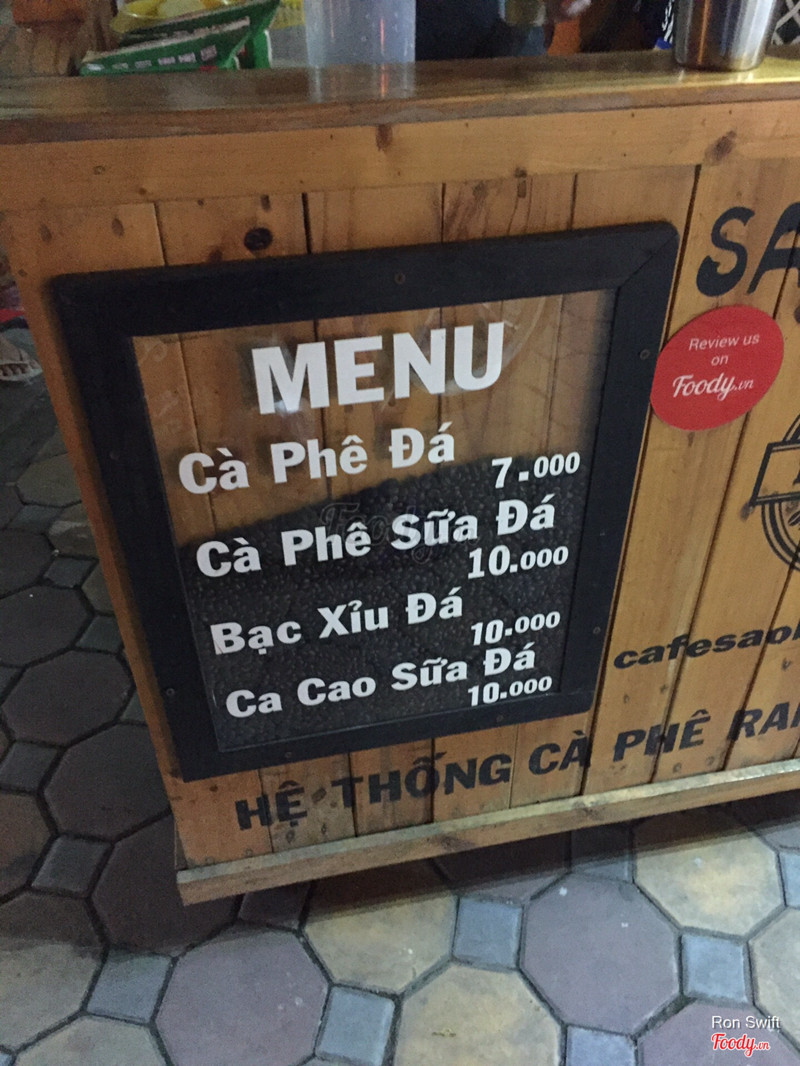 MENU
Cà Phê Đá
7.000
Cà Phê Sữa Đá
10.000
Bạc Xỉu Đá
10.000
Ca Cao Sữa Đá
10.000
Review us
on
Foody.vn
HỆ THỐNG CÀ PHÊ
Foody
Ron Swift
Foody.vn